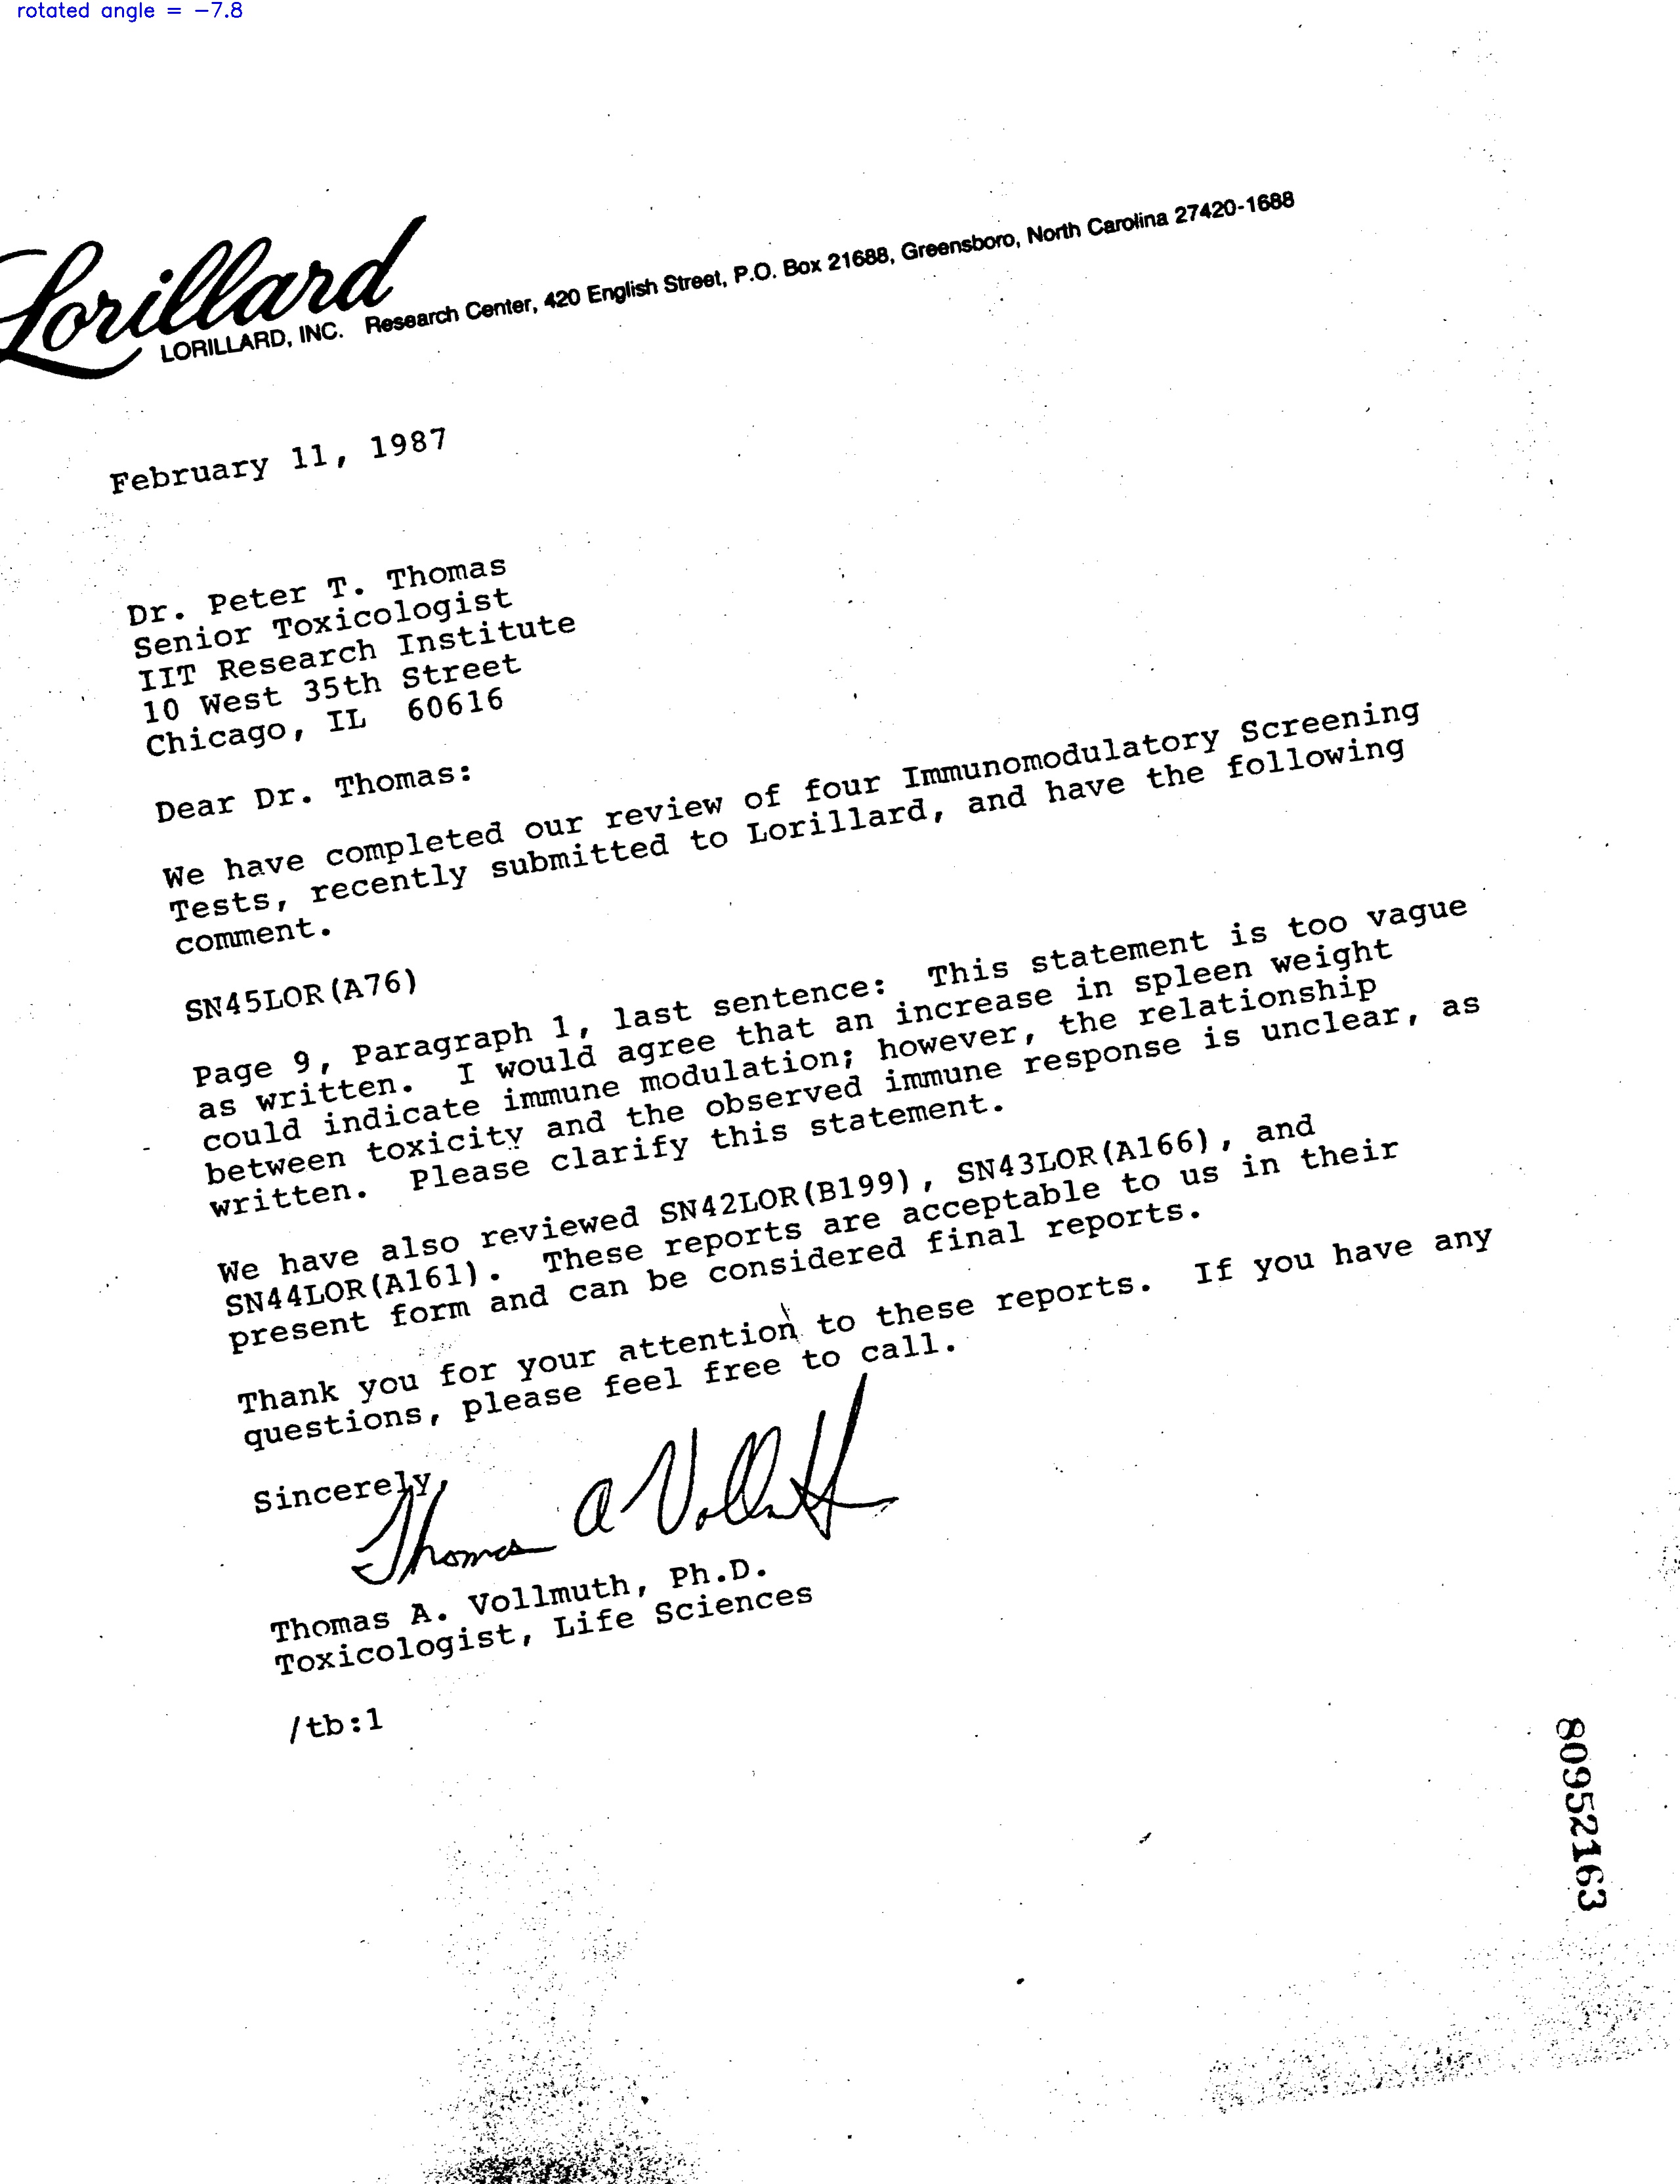 rotated angle = -7.8
Lorillard
LORILLARD, INC. Research Center, 420 English Street, P.O. Box 21688, Greensboro, North Carolina 27420-1688
February 11, 1987
Dr. Peter T. Thomas
Senior Toxicologist
IIT Research Institute
10 West 35th Street
Chicago, IL 60616
Dear Dr. Thomas:
We have completed our review of four Immunomodulatory Screening
Tests, recently submitted to Lorillard, and have the following
comment.
SN45LOR(A76)
Page 9, Paragraph 1, last sentence: This statement is too vague
as written. I would agree that an increase in spleen weight
could indicate immune modulation; however, the relationship
between toxicity and the observed immune response is unclear, as
written. Please clarify this statement.
We have also reviewed SN42LOR(B199), SN43LOR(A166), and
SN44LOR(A161). These reports are acceptable to us in their
present form and can be considered final reports.
Thank you for your attention to these reports. If you have any
questions, please feel free to call.
Sincerely,
Thomas A Vollmuth
Thomas A. Vollmuth, Ph.D.
Toxicologist, Life Sciences
/tb:1
80952163